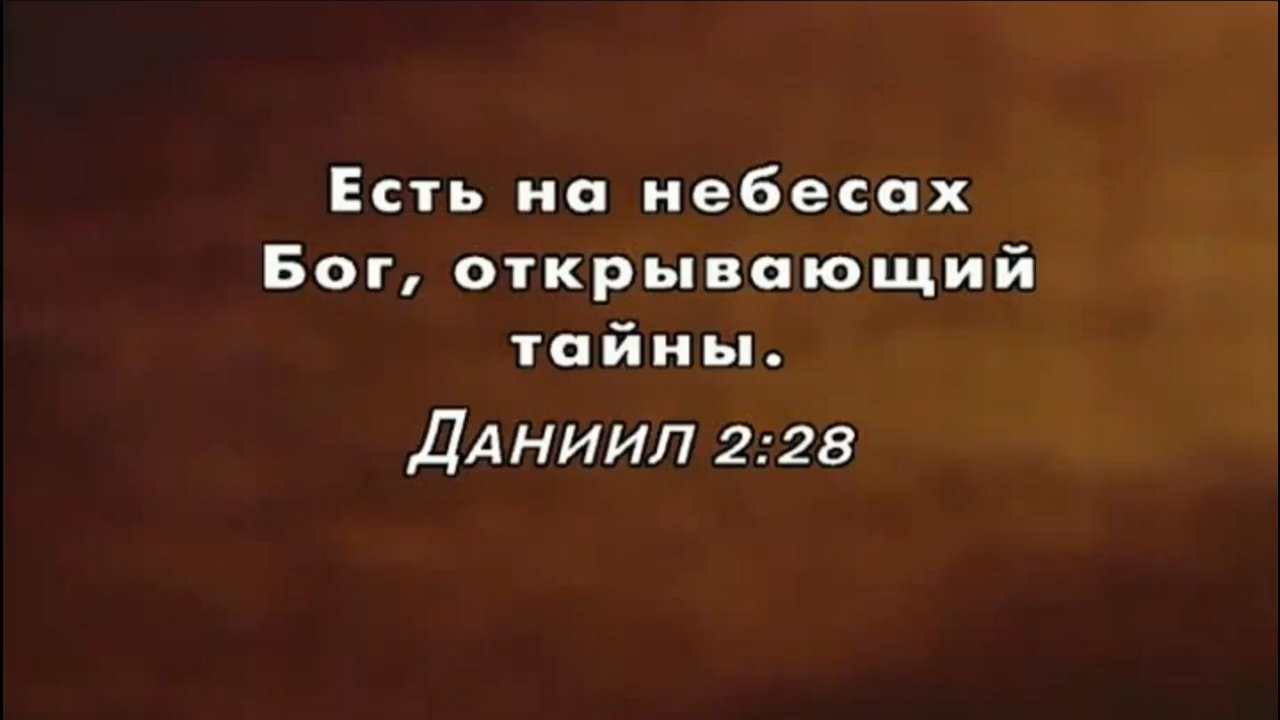 Есть на небесах
Бог, открывающий
тайны.
Даниил 2:28